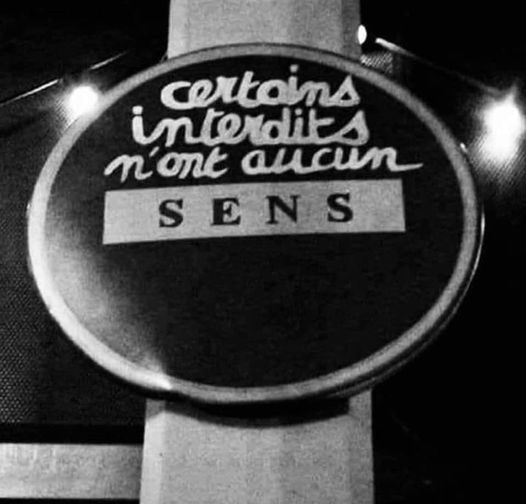 certains
interdits
n'ont aucun
SENS